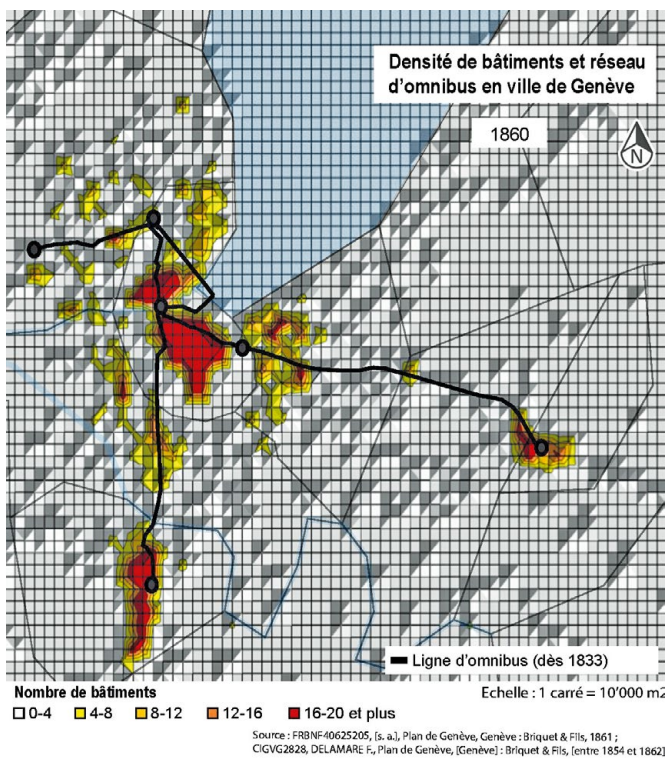 Densité de bâtiments et réseau
d'omnibus en ville de Genève
1860
N
Ligne d'omnibus (dès 1833)
Nombre de bâtiments
Echelle : 1 carré = 10'000 m2
0-4 4-8 8-12 12-16 16-20 et plus
Source : FRBNF40625205, [s. a.], Plan de Genève, Genève : Briquet & Fils, 1861 ;
CIGVG2828, DELAMARE F., Plan de Genève, [Genève] : Briquet & Fils, [entre 1854 et 1862]